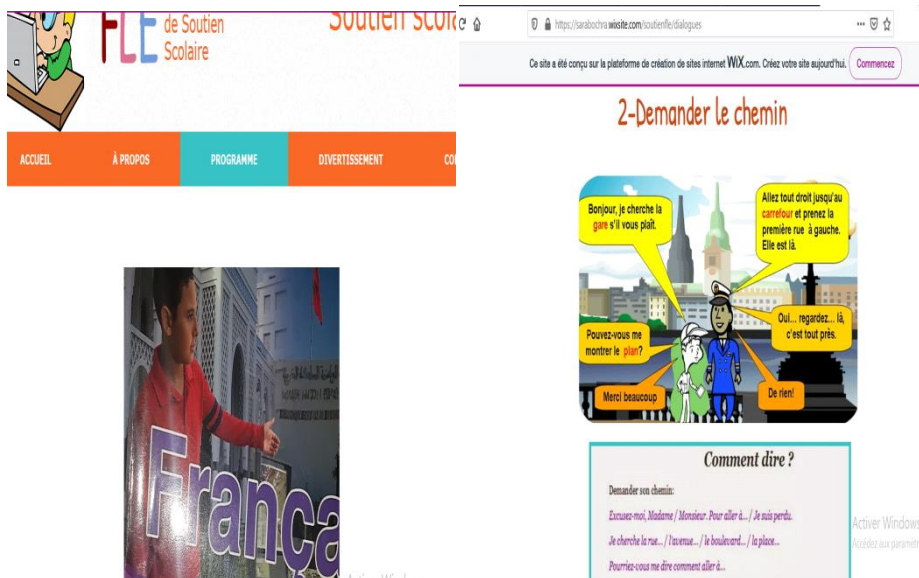 FLE
de Soutien
Scolaire
Soutien scola
ACCUEIL
À PROPOS
PROGRAMME
DIVERTISSEMENT
França
https://sarabochra.wixsite.com/soutienfle/dialogues
Ce site a été conçu sur la plateforme de création de sites internet WiX.com. Créez votre site aujourd'hui.
Commencez
2-Demander le chemin
Bonjour, je cherche la
gare s'il vous plaît.
Allez tout droit jusqu'au
carrefour et prenez la
première rue à gauche.
Elle est là.
Pouvez-vous me
montrer le plan?
Oui... regardez... là,
c'est tout près.
Merci beaucoup
De rien!
Comment dire ?
Demander son chemin:
Excusez-moi, Madame / Monsieur. Pour aller à... / Je suis perdu.
Je cherche la rue... / l'avenue... / le boulevard... / la place...
Pourriez-vous me dire comment aller à...
Activer Windows
Accédez aux paramètr